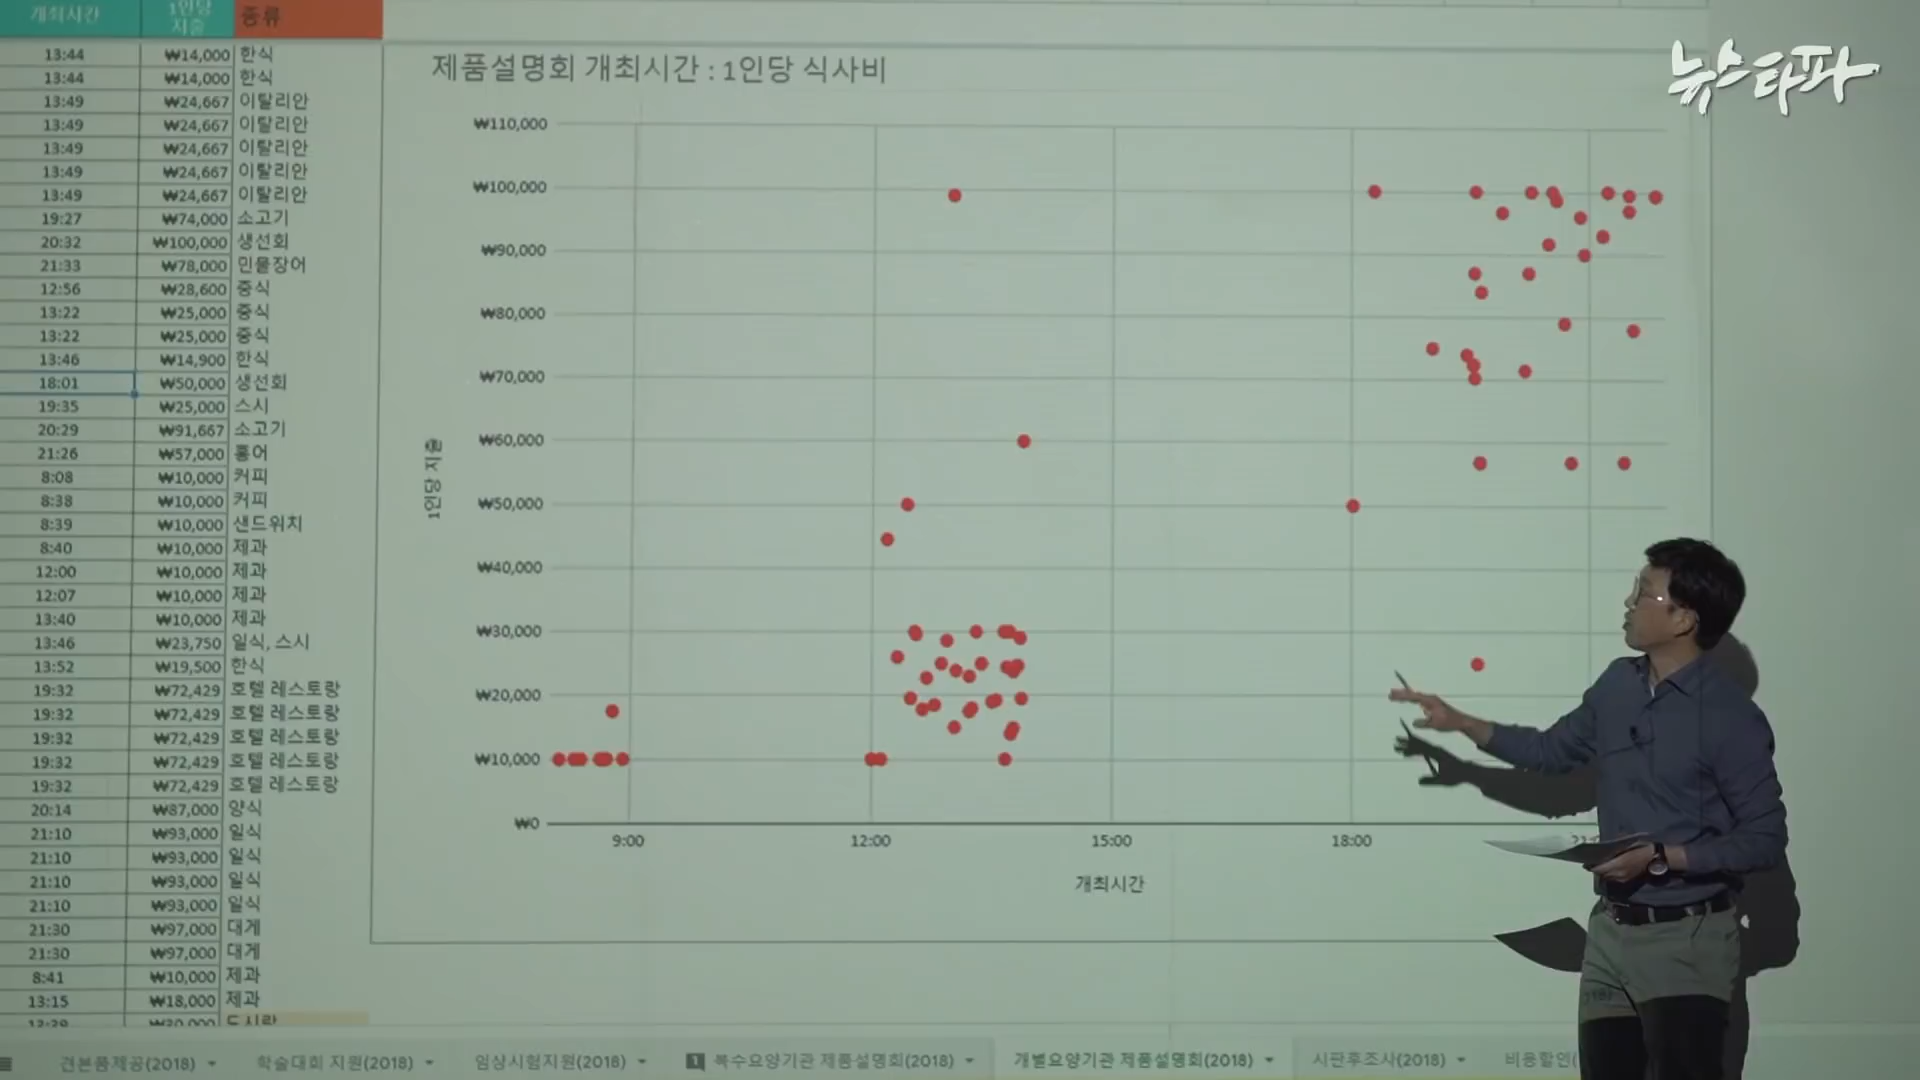 개최시간 1인당 지출 종류
13:44 ₩14,000 한식
13:44 ₩14,000 한식
13:49 ₩24,667 이탈리안
13:49 ₩24,667 이탈리안
13:49 ₩24,667 이탈리안
13:49 ₩24,667 이탈리안
13:49 ₩24,667 이탈리안
19:27 ₩74,000 소고기
20:32 ₩100,000 생선회
21:33 ₩78,000 민물장어
12:56 ₩28,600 중식
13:22 ₩25,000 중식
13:22 ₩25,000 중식
13:46 ₩14,900 한식
18:01 ₩50,000 생선회
19:35 ₩25,000 스시
20:29 ₩91,667 소고기
21:26 ₩57,000 홍어
8:08 ₩10,000 커피
8:38 ₩10,000 커피
8:39 ₩10,000 샌드위치
8:40 ₩10,000 제과
12:00 ₩10,000 제과
12:07 ₩10,000 제과
13:40 ₩10,000 제과
13:46 ₩23,750 일식, 스시
13:52 ₩19,500 한식
19:32 ₩72,429 호텔 레스토랑
19:32 ₩72,429 호텔 레스토랑
19:32 ₩72,429 호텔 레스토랑
19:32 ₩72,429 호텔 레스토랑
19:32 ₩72,429 호텔 레스토랑
20:14 ₩87,000 양식
21:10 ₩93,000 일식
21:10 ₩93,000 일식
21:10 ₩93,000 일식
21:10 ₩93,000 일식
21:30 ₩97,000 대게
21:30 ₩97,000 대게
8:41 ₩10,000 제과
13:15 ₩18,000 제과
제품설명회 개최시간 : 1인당 식사비
₩110,000
₩100,000
₩90,000
₩80,000
₩70,000
₩60,000
₩50,000
₩40,000
₩30,000
₩20,000
₩10,000
₩0
1인당 지출
9:00 12:00 15:00 18:00
개최시간
뉴스타파
견본품제공(2018) 학술대회 지원(2018) 임상시험지원(2018) 1 복수요양기관 제품설명회(2018) 개별요양기관 제품설명회(2018) 시판후조사(2018) 비용할인(